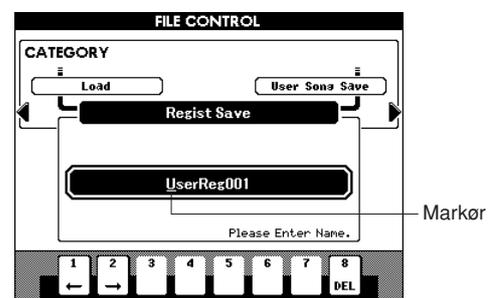 FILE CONTROL
CATEGORY
Load
User Song Save
Regist Save
UserReg001
Markør
Please Enter Name.
1 2 3 4 5 6 7 8
← → DEL